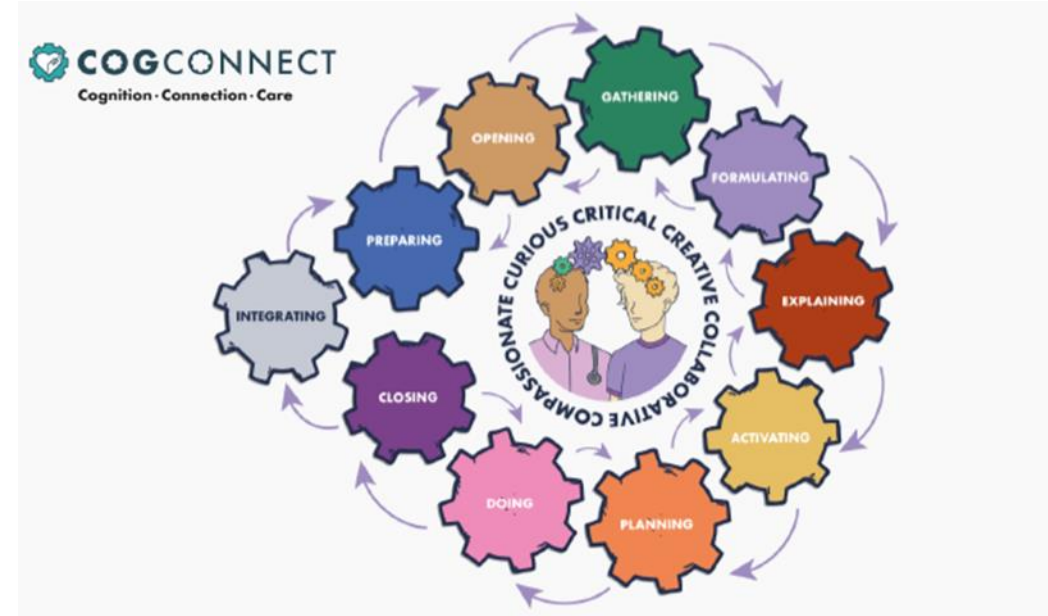 COGCONNECT
Cognition · Connection · Care
GATHERING
OPENING
FORMULATING
PREPARING
EXPLAINING
INTEGRATING
CLOSING
ACTIVATING
DOING
PLANNING
COMPASSIONATE CURIOUS CRITICAL CREATIVE COLLABORATIVE